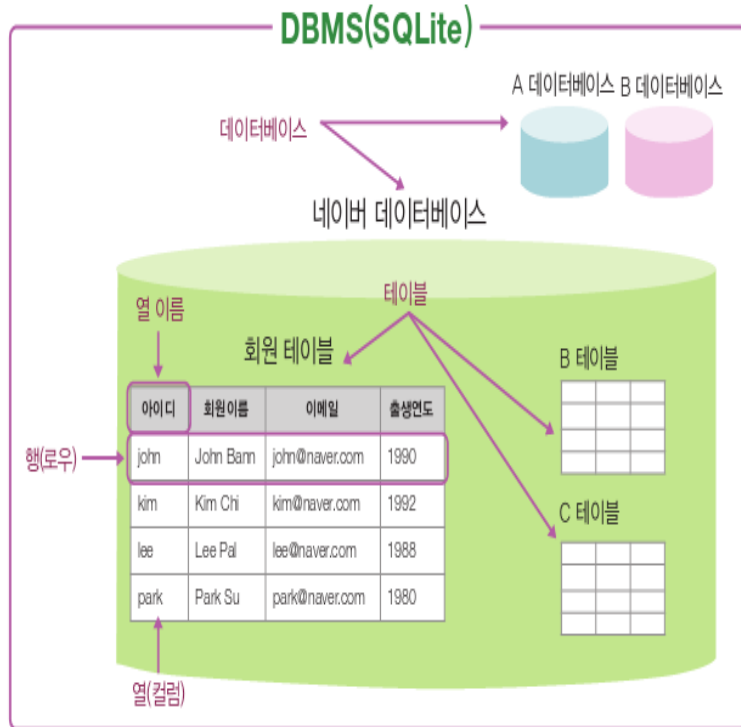 DBMS(SQLite)
A 데이터베이스 B 데이터베이스
데이터베이스
네이버 데이터베이스
테이블
열 이름
회원 테이블
B 테이블
아이디 회원이름 이메일 출생연도
행(로우)
john John Bann john@naver.com 1990
kim Kim Chi kim@naver.com 1992
lee Lee Pal lee@naver.com 1988
park Park Su park@naver.com 1980
C 테이블
열(컬럼)